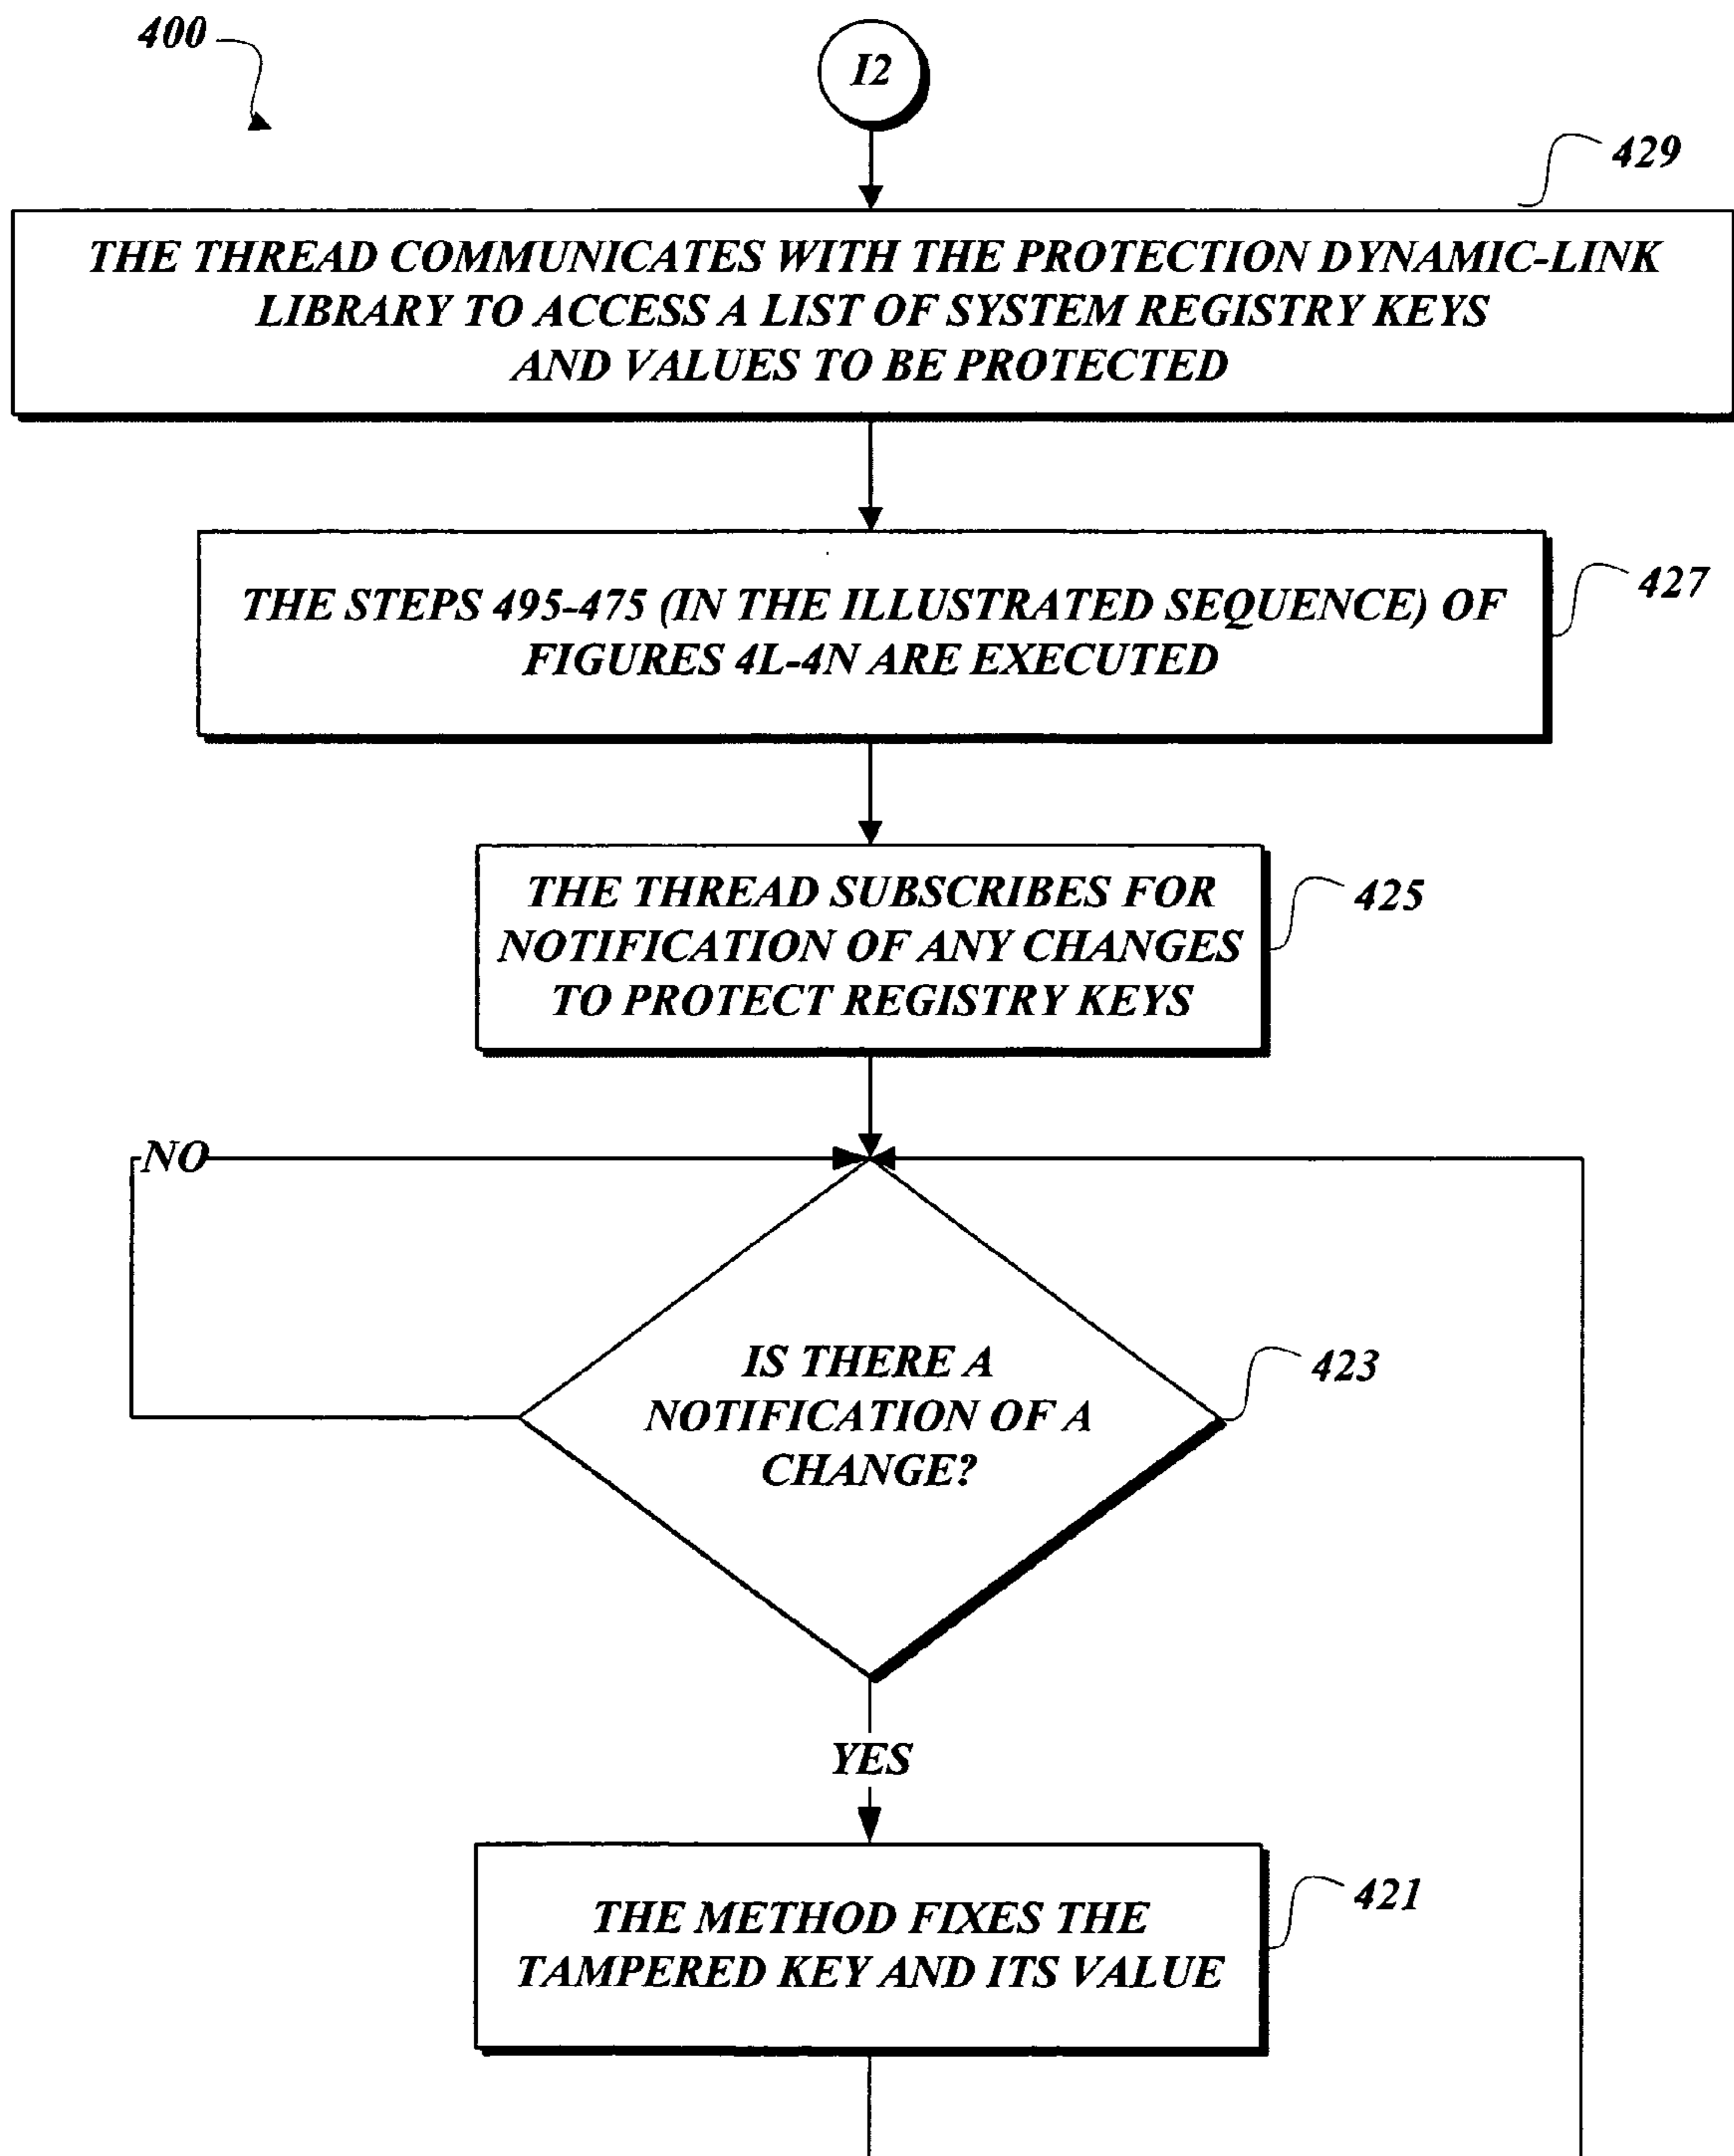 400
I2
429
THE THREAD COMMUNICATES WITH THE PROTECTION DYNAMIC-LINK
LIBRARY TO ACCESS A LIST OF SYSTEM REGISTRY KEYS
AND VALUES TO BE PROTECTED
THE STEPS 495-475 (IN THE ILLUSTRATED SEQUENCE) OF
FIGURES 4L-4N ARE EXECUTED
427
THE THREAD SUBSCRIBES FOR
NOTIFICATION OF ANY CHANGES
TO PROTECT REGISTRY KEYS
425
NO
IS THERE A
NOTIFICATION OF A
CHANGE?
423
YES
THE METHOD FIXES THE
TAMPERED KEY AND ITS VALUE
421